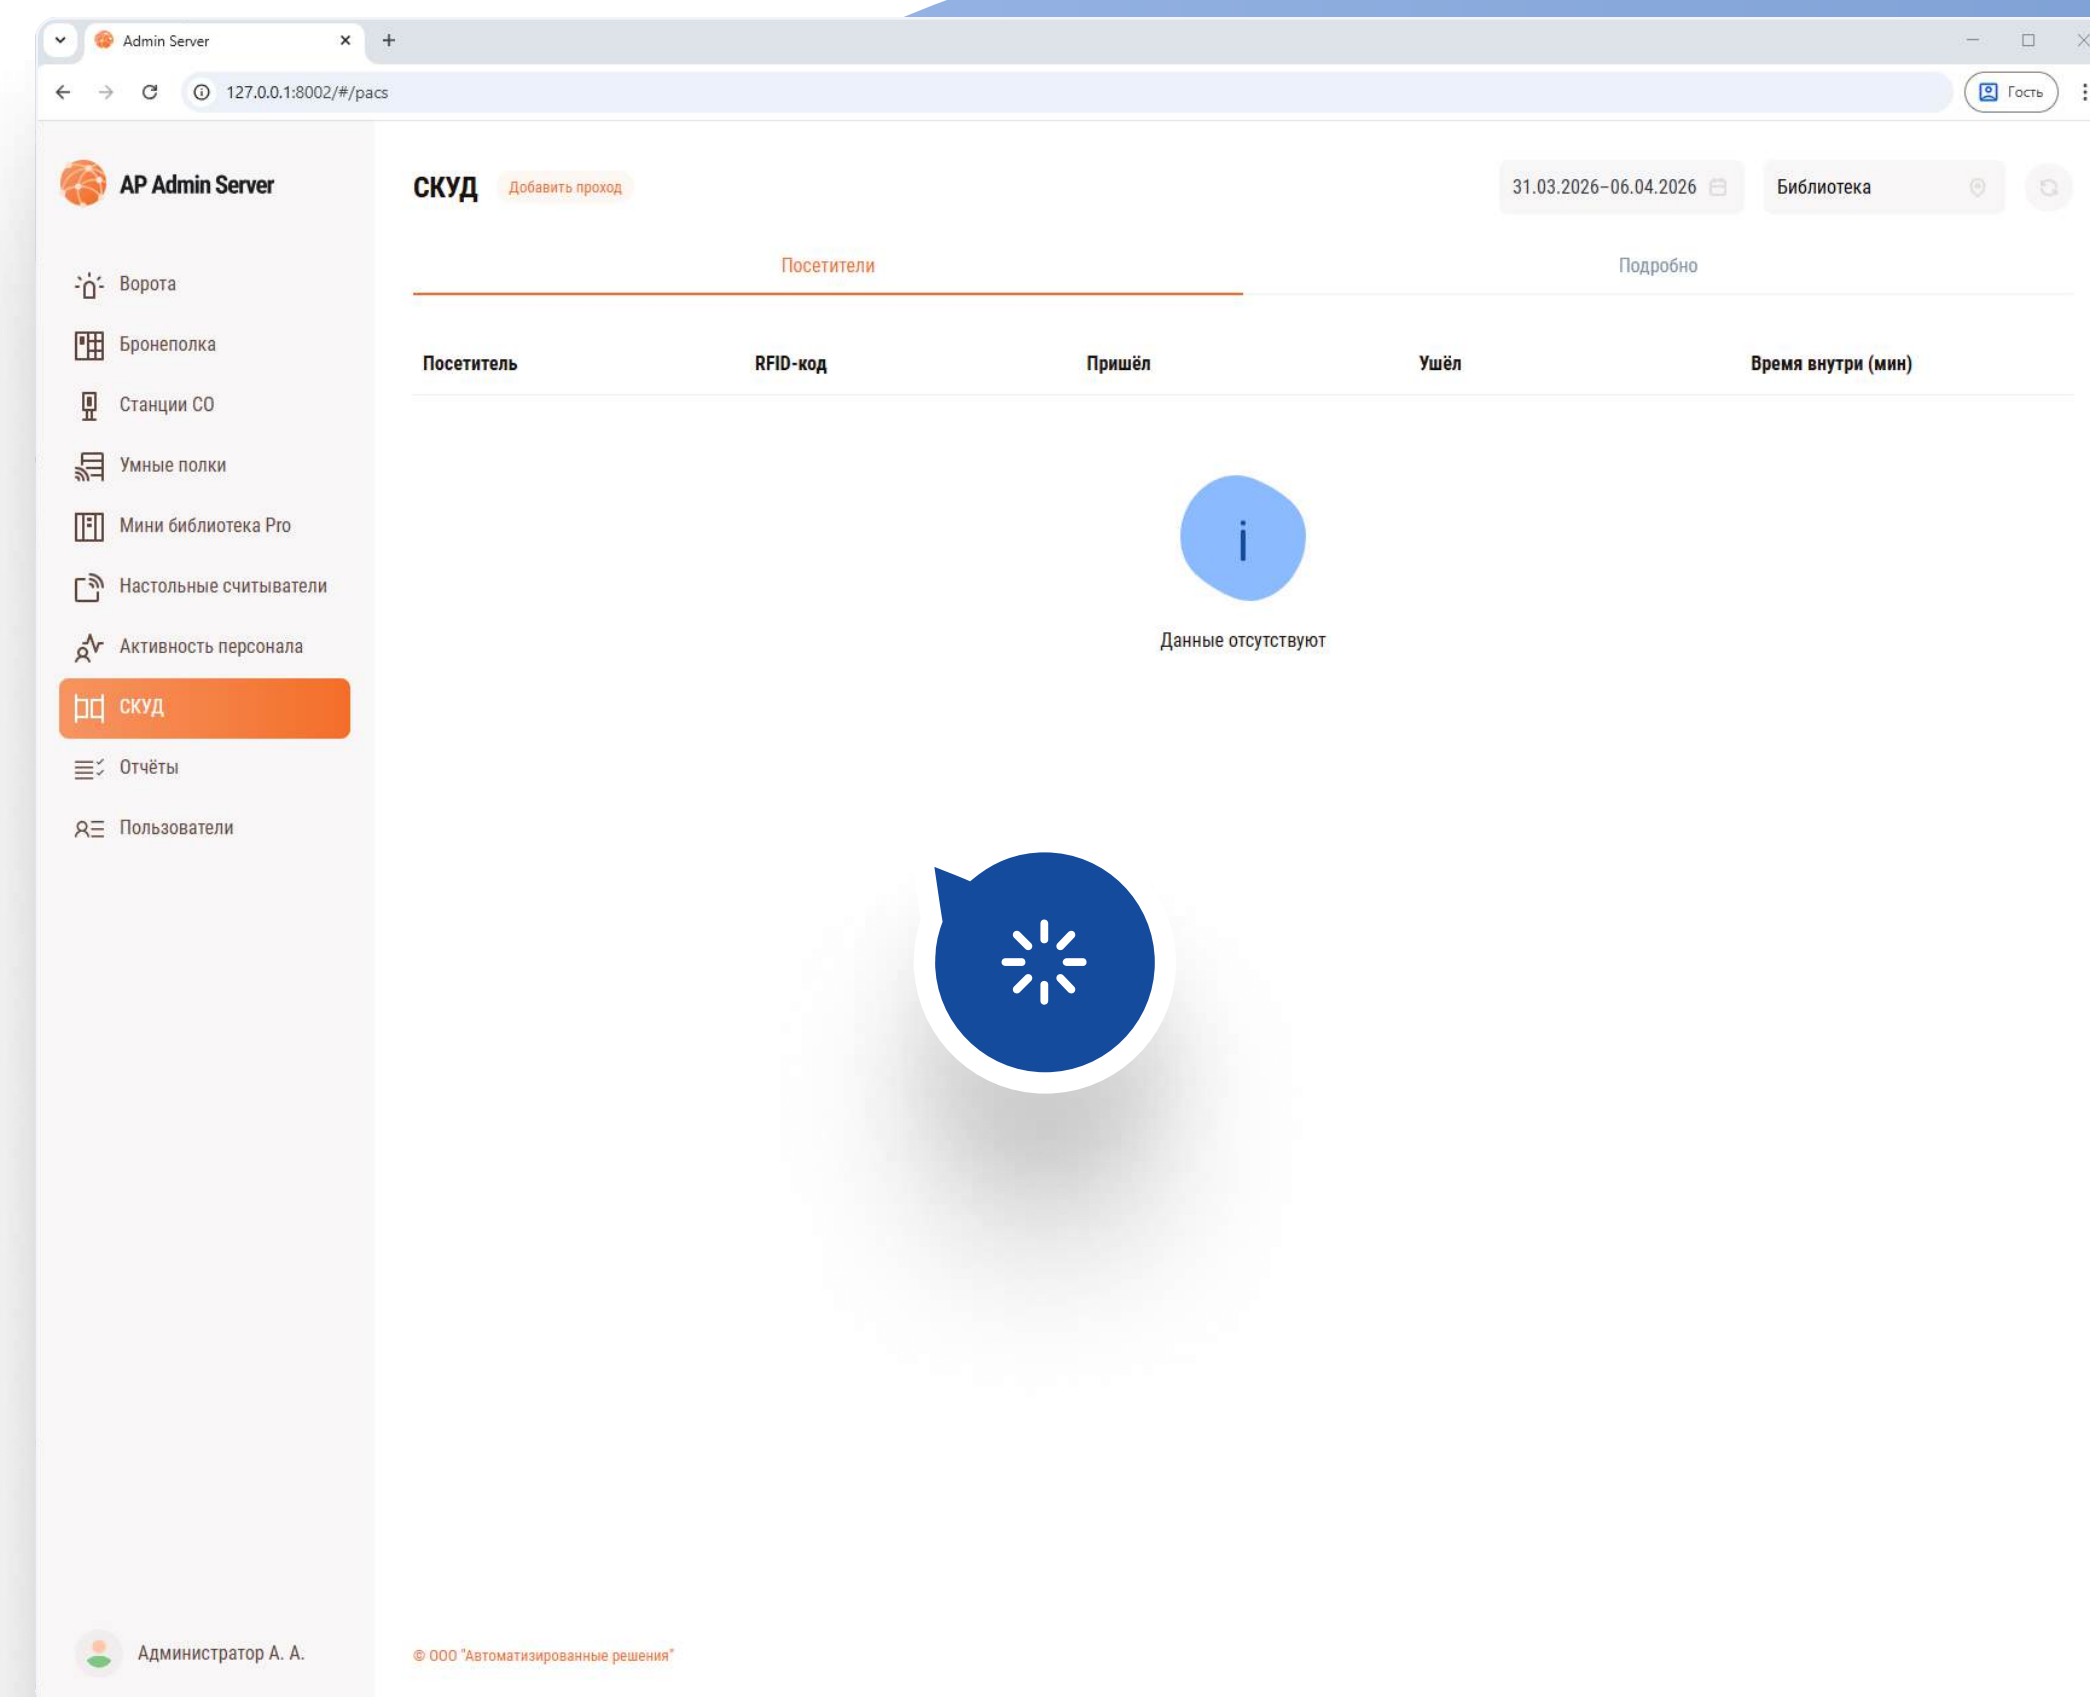 Admin Server
127.0.0.1:8002/#/pacs
Гость
AP Admin Server
СКУД
Добавить проход
31.03.2026–06.04.2026
Библиотека
Посетители
Подробно
Ворота
Бронеполка
Станции СО
Умные полки
Мини библиотека Pro
Настольные считыватели
Активность персонала
СКУД
Отчёты
Пользователи
Посетитель
RFID-код
Пришёл
Ушёл
Время внутри (мин)
i
Данные отсутствуют
Администратор А. А.
© ООО "Автоматизированные решения"